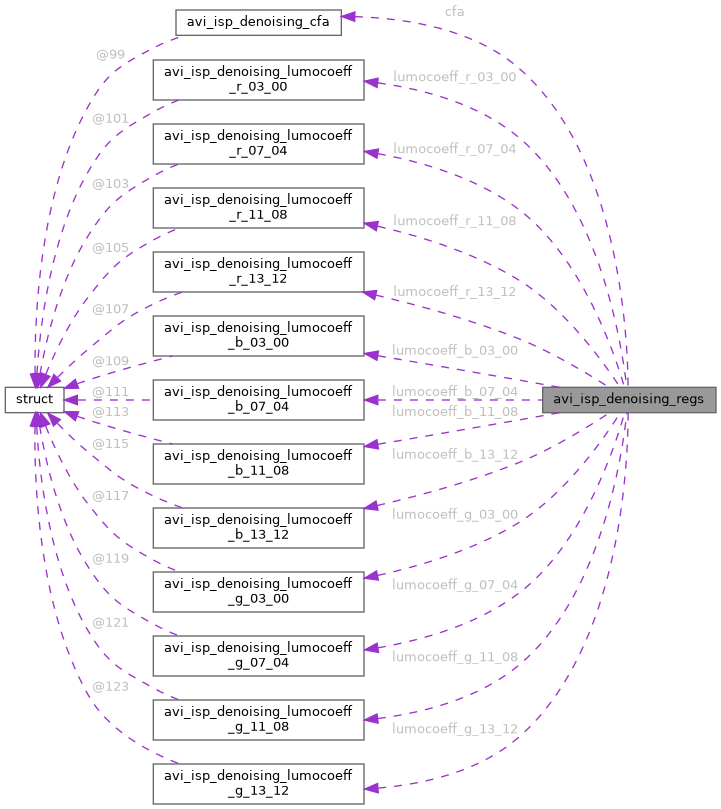 avi_isp_denoising_cfa
cfa
@99
avi_isp_denoising_lumocoeff
_r_03_00
lumocoeff_r_03_00
@101
avi_isp_denoising_lumocoeff
_r_07_04
lumocoeff_r_07_04
@103
avi_isp_denoising_lumocoeff
_r_11_08
lumocoeff_r_11_08
@105
avi_isp_denoising_lumocoeff
_r_13_12
lumocoeff_r_13_12
@107
avi_isp_denoising_lumocoeff
_b_03_00
lumocoeff_b_03_00
@109
struct
@111
avi_isp_denoising_lumocoeff
_b_07_04
lumocoeff_b_07_04
avi_isp_denoising_regs
@113
lumocoeff_b_11_08
avi_isp_denoising_lumocoeff
_b_11_08
@115
lumocoeff_b_13_12
avi_isp_denoising_lumocoeff
_b_13_12
@117
lumocoeff_g_03_00
avi_isp_denoising_lumocoeff
_g_03_00
@119
lumocoeff_g_07_04
avi_isp_denoising_lumocoeff
_g_07_04
@121
lumocoeff_g_11_08
avi_isp_denoising_lumocoeff
_g_11_08
@123
lumocoeff_g_13_12
avi_isp_denoising_lumocoeff
_g_13_12